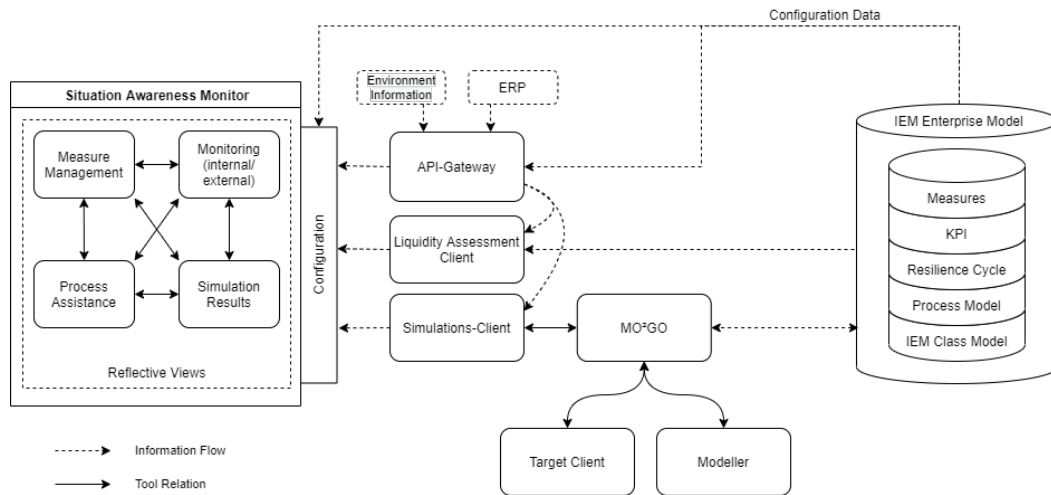 Configuration Data
Situation Awareness Monitor
Measure
Management
Monitoring
(internal/
external)
Process
Assistance
Simulation
Results
Reflective Views
Configuration
Environment
Information
ERP
API-Gateway
Liquidity Assessment
Client
Simulations-Client
MO²GO
Target Client
Modeller
IEM Enterprise Model
Measures
KPI
Resilience Cycle
Process Model
IEM Class Model
Information Flow
Tool Relation